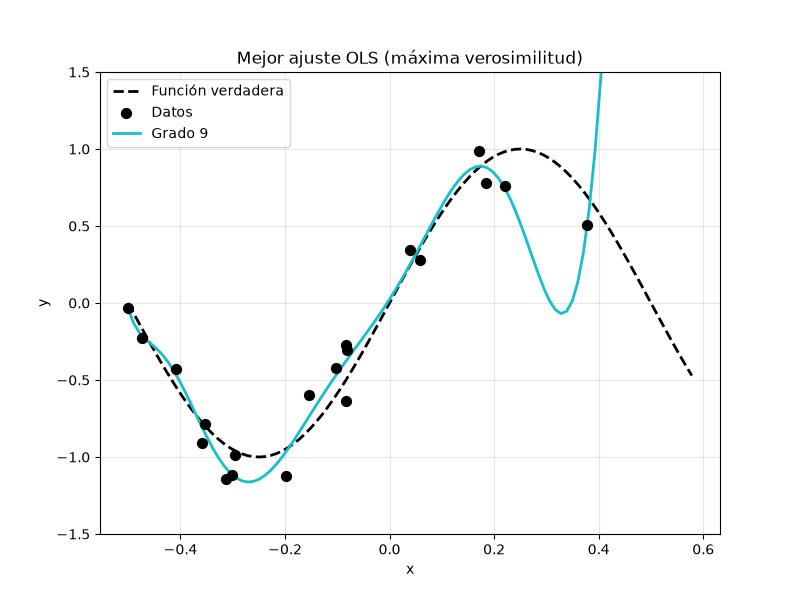 Mejor ajuste OLS (máxima verosimilitud)
Función verdadera
Datos
Grado 9
1.5
1.0
0.5
0.0
−0.5
−1.0
−1.5
y
−0.4 −0.2 0.0 0.2 0.4 0.6
x